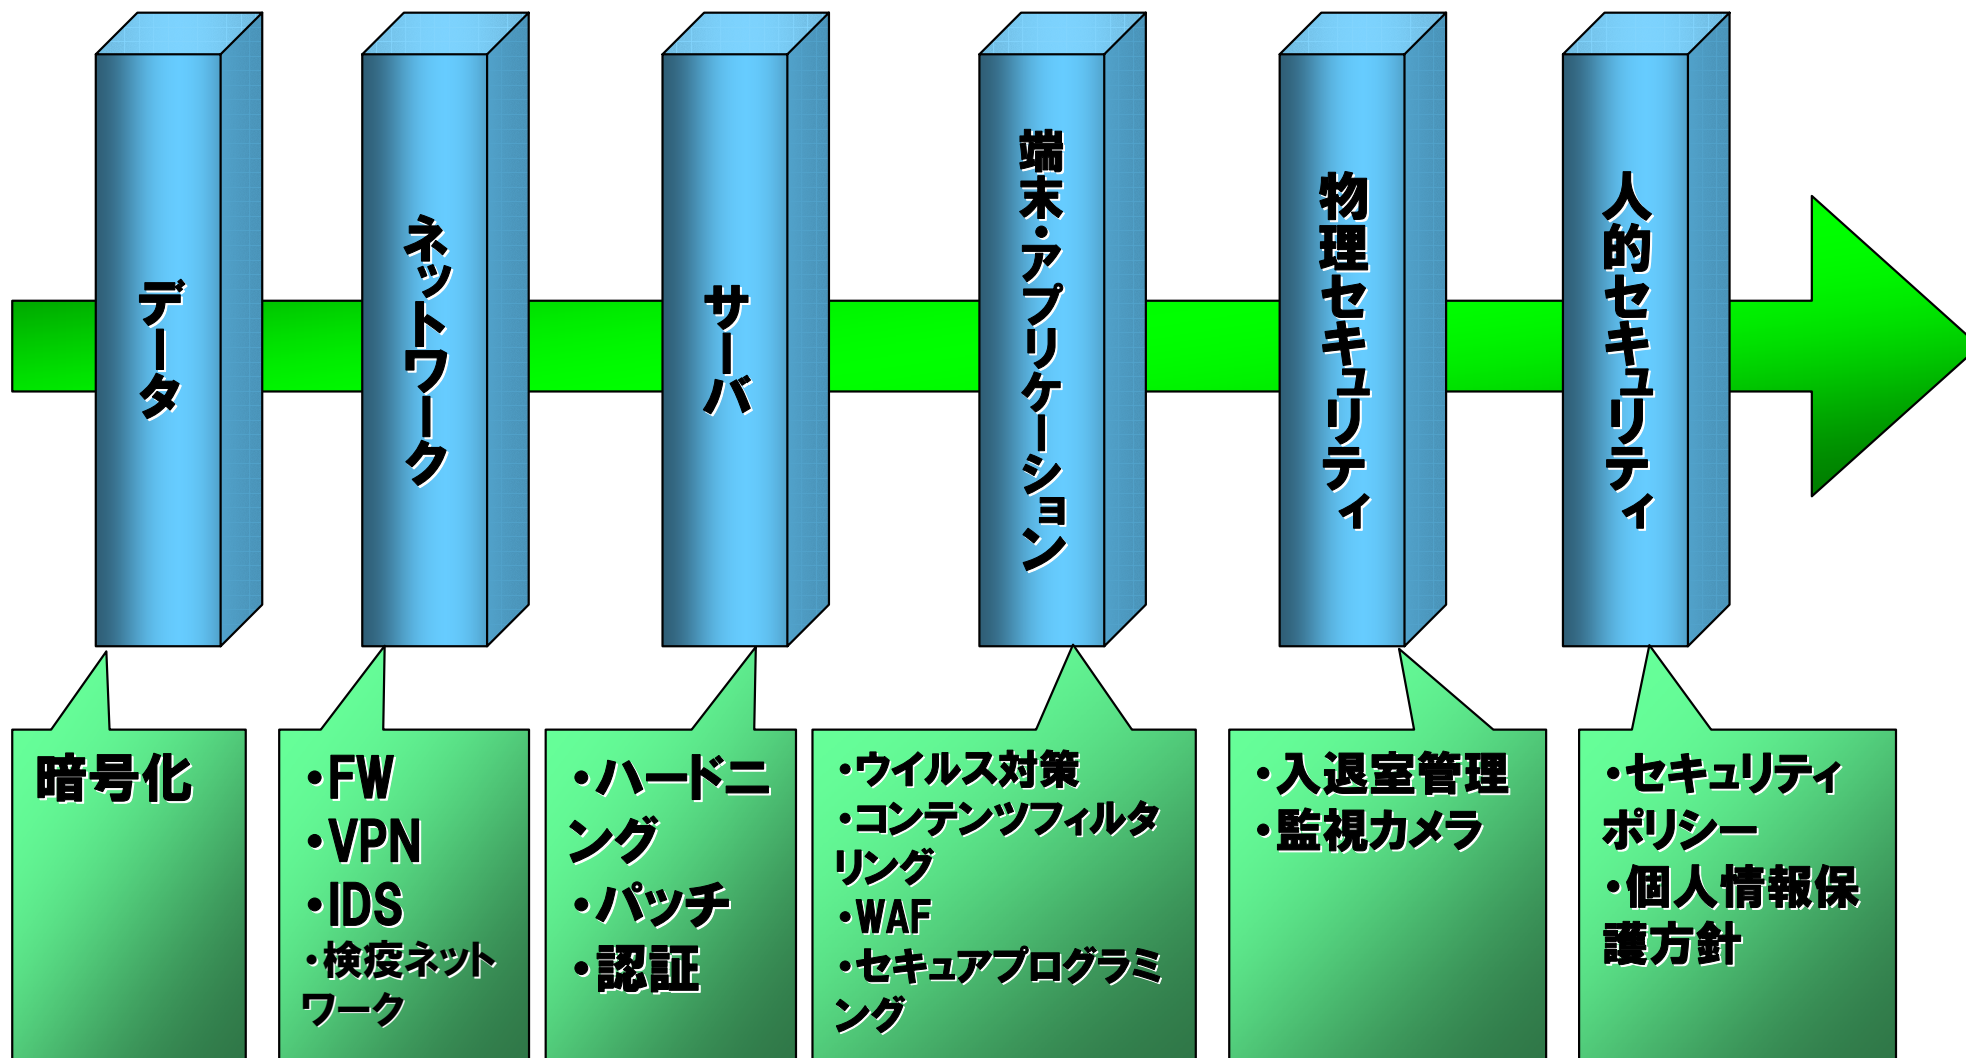 データ
ネットワーク
サーバ
端末・アプリケーション
物理セキュリティ
人的セキュリティ
暗号化
・FW
・VPN
・IDS
・検疫ネット
ワーク
・ハードニ
ング
・パッチ
・認証
・ウイルス対策
・コンテンツフィルタ
リング
・WAF
・セキュアプログラミ
ング
・入退室管理
・監視カメラ
・セキュリティ
ポリシー
・個人情報保
護方針